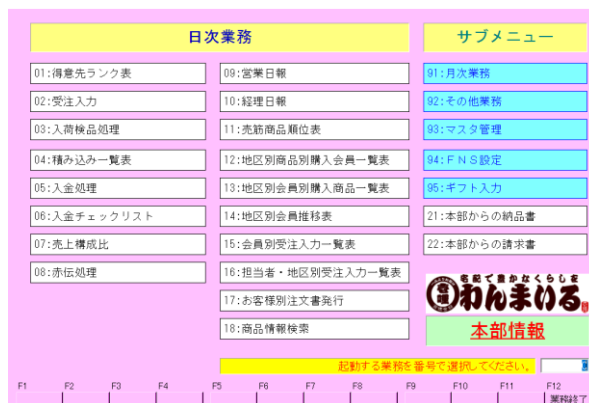 日次業務
サブメニュー
01:得意先ランク表
02:受注入力
03:入荷検品処理
04:積み込み一覧表
05:入金処理
06:入金チェックリスト
07:売上構成比
08:赤伝処理
09:営業日報
10:経理日報
11:売筋商品順位表
12:地区別商品別購入会員一覧表
13:地区別会員別購入商品一覧表
14:地区別会員推移表
15:会員別受注入力一覧表
16:担当者・地区別受注入力一覧表
17:お客様別注文書発行
18:商品情報検索
91:月次業務
92:その他業務
93:マスタ管理
94:ＦＮＳ設定
95:ギフト入力
21:本部からの納品書
22:本部からの請求書
宅配で豊かなくらしを
わんまいる
本部情報
起動する業務を番号で選択してください。
F1 F2 F3 F4 F5 F6 F7 F8 F9 F10 F11 F12
業務終了